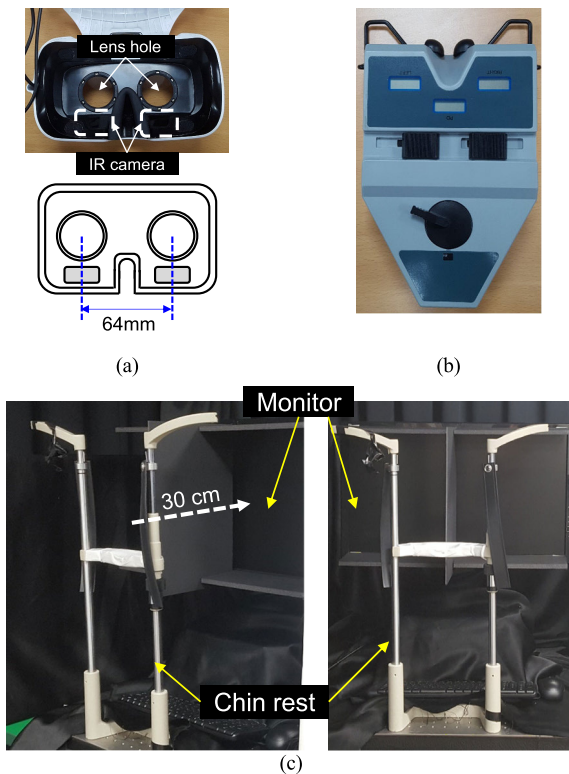 Lens hole
IR camera
64mm
(a)
(b)
Monitor
30 cm
Chin rest
(c)